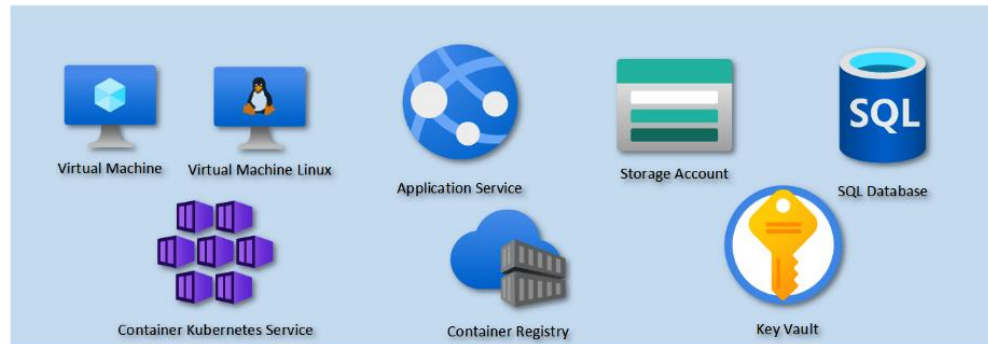 Virtual Machine
Virtual Machine Linux
Application Service
Storage Account
SQL
SQL Database
Container Kubernetes Service
Container Registry
Key Vault